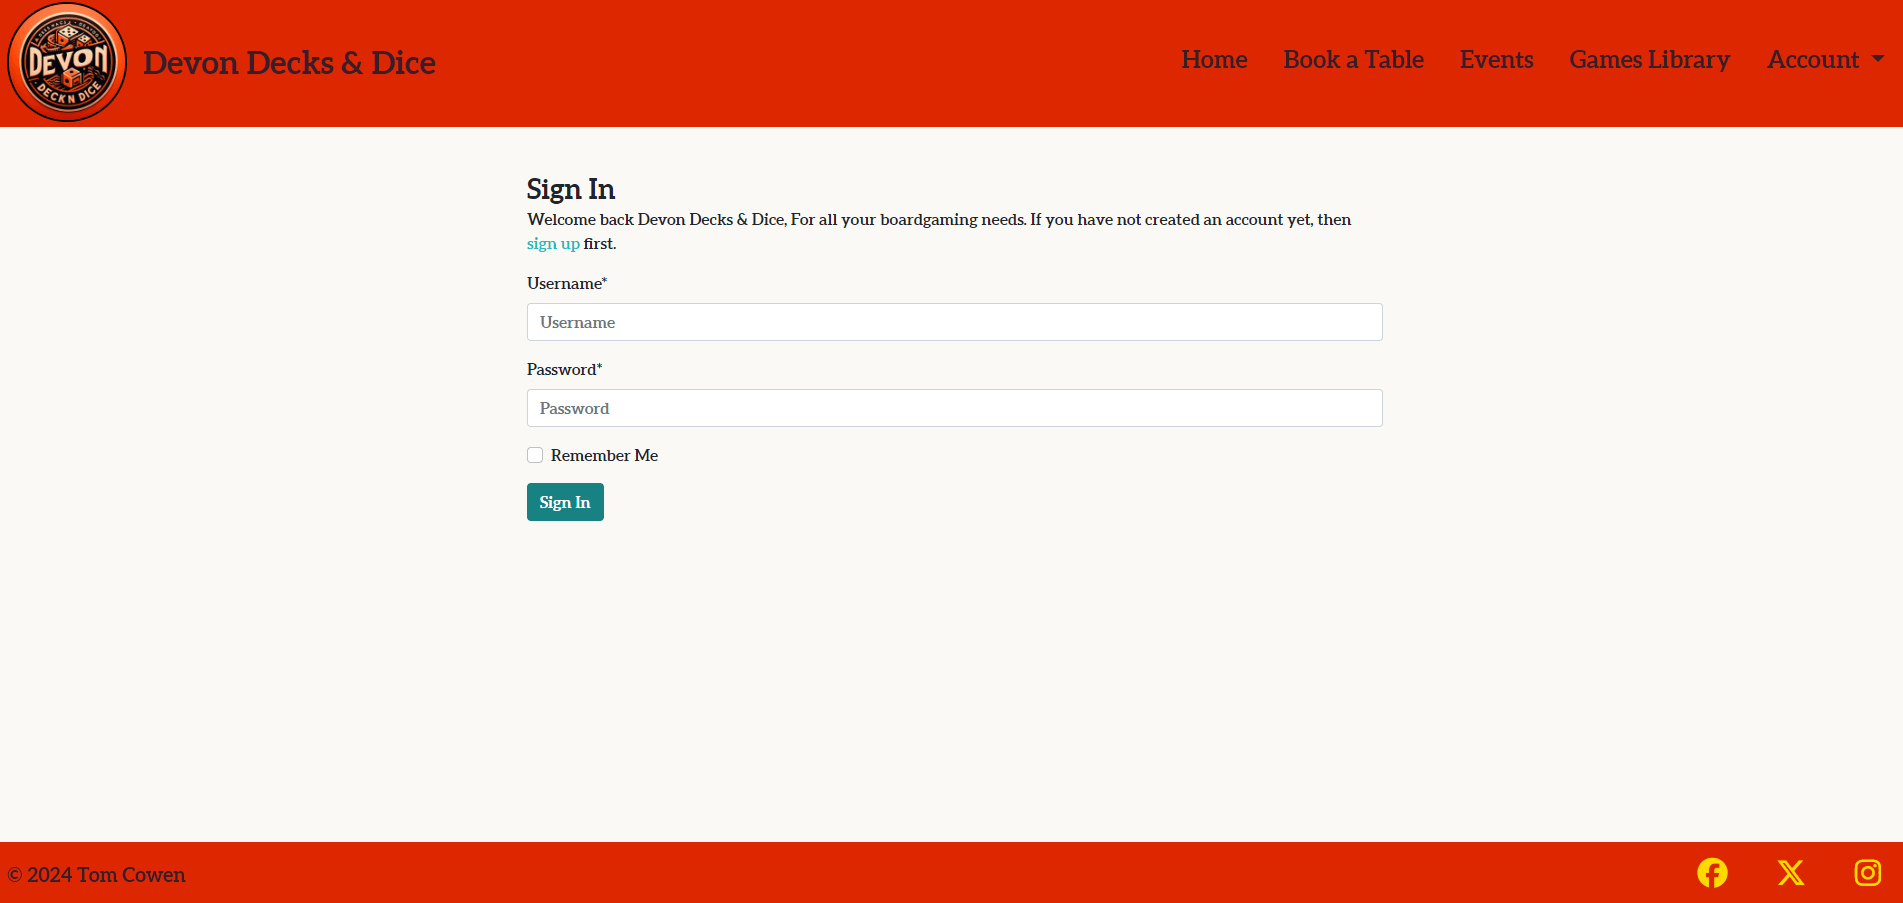 DEVON
DECK N DICE
Devon Decks & Dice
Home
Book a Table
Events
Games Library
Account
Sign In
Welcome back Devon Decks & Dice, For all your boardgaming needs. If you have not created an account yet, then
sign up first.
Username*
Username
Password*
Password
Remember Me
Sign In
© 2024 Tom Cowen